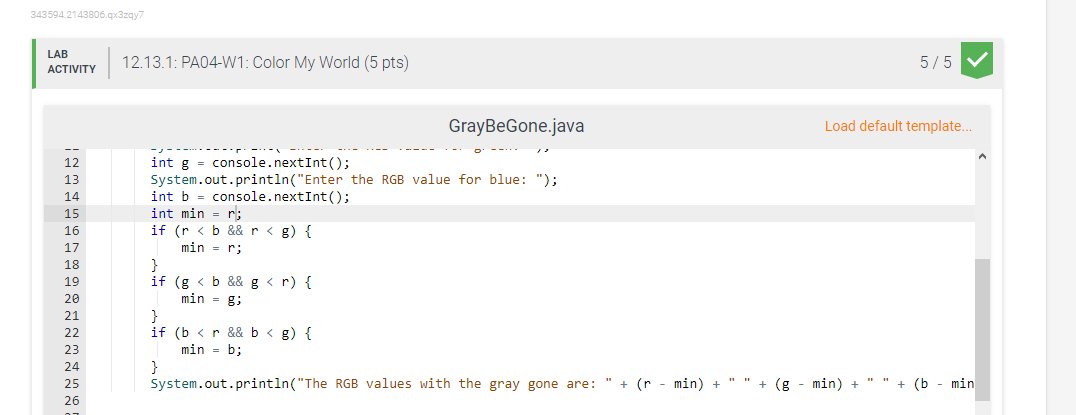 343594.2143806.qx3zqy7
LAB
ACTIVITY
12.13.1: PA04-W1: Color My World (5 pts)
5 / 5
GrayBeGone.java
Load default template...
12 int g = console.nextInt();
13 System.out.println("Enter the RGB value for blue: ");
14 int b = console.nextInt();
15 int min = r;
16 if (r < b && r < g) {
17 min = r;
18 }
19 if (g < b && g < r) {
20 min = g;
21 }
22 if (b < r && b < g) {
23 min = b;
24 }
25 System.out.println("The RGB values with the gray gone are: " + (r - min) + " " + (g - min) + " " + (b - min
26